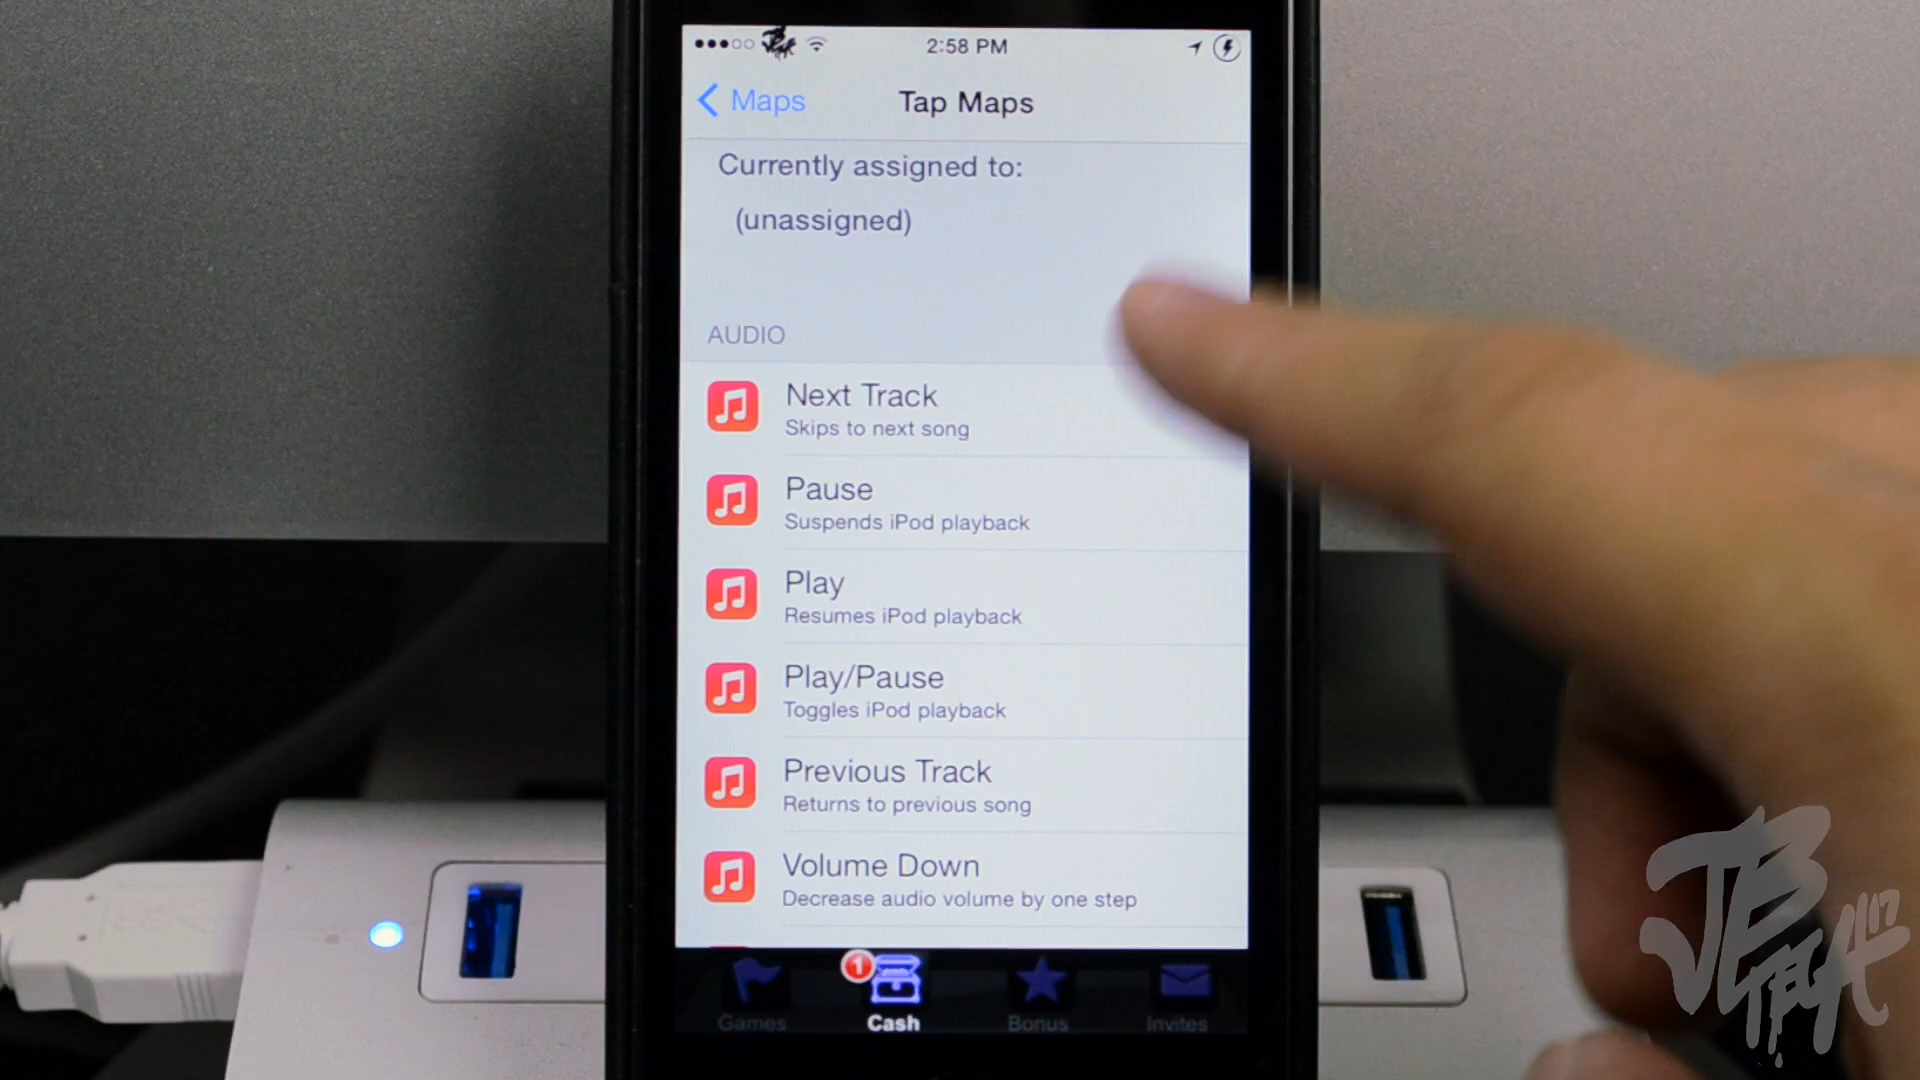 2:58 PM
Maps
Tap Maps
Currently assigned to:
(unassigned)
AUDIO
Next Track
Skips to next song
Pause
Suspends iPod playback
Play
Resumes iPod playback
Play/Pause
Toggles iPod playback
Previous Track
Returns to previous song
Volume Down
Decrease audio volume by one step
1
Games
Cash
Bonus
Invites